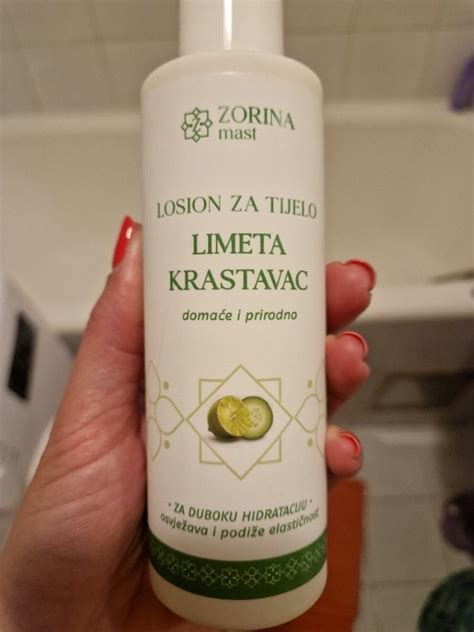 ZORINA
mast
LOSION ZA TIJELO
LIMETA
KRASTAVAC
domaće i prirodno
· ZA DUBOKU HIDRATACIJU ·
osvježava i podiže elastičnost